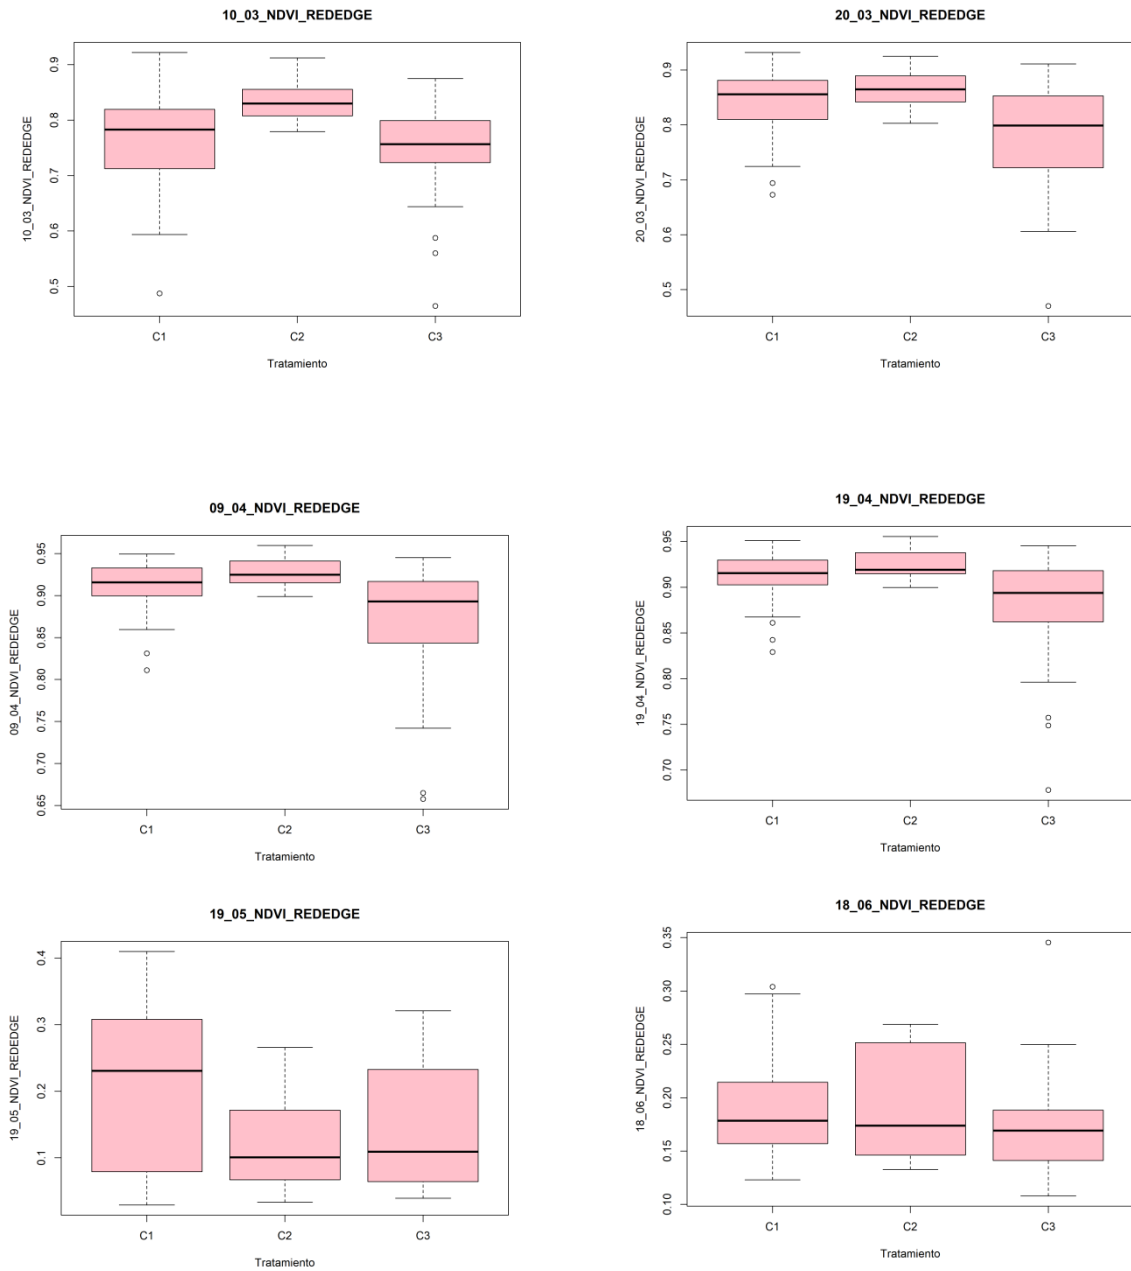 10_03_NDVI_REDEDGE
10_03_NDVI_REDEDGE
0.9
0.8
0.7
0.6
0.5
C1 C2 C3
Tratamiento
20_03_NDVI_REDEDGE
20_03_NDVI_REDEDGE
0.9
0.8
0.7
0.6
0.5
C1 C2 C3
Tratamiento
09_04_NDVI_REDEDGE
09_04_NDVI_REDEDGE
0.95
0.90
0.85
0.80
0.75
0.70
0.65
C1 C2 C3
Tratamiento
19_04_NDVI_REDEDGE
19_04_NDVI_REDEDGE
0.95
0.90
0.85
0.80
0.75
0.70
C1 C2 C3
Tratamiento
19_05_NDVI_REDEDGE
19_05_NDVI_REDEDGE
0.4
0.3
0.2
0.1
C1 C2 C3
Tratamiento
18_06_NDVI_REDEDGE
18_06_NDVI_REDEDGE
0.35
0.30
0.25
0.20
0.15
0.10
C1 C2 C3
Tratamiento